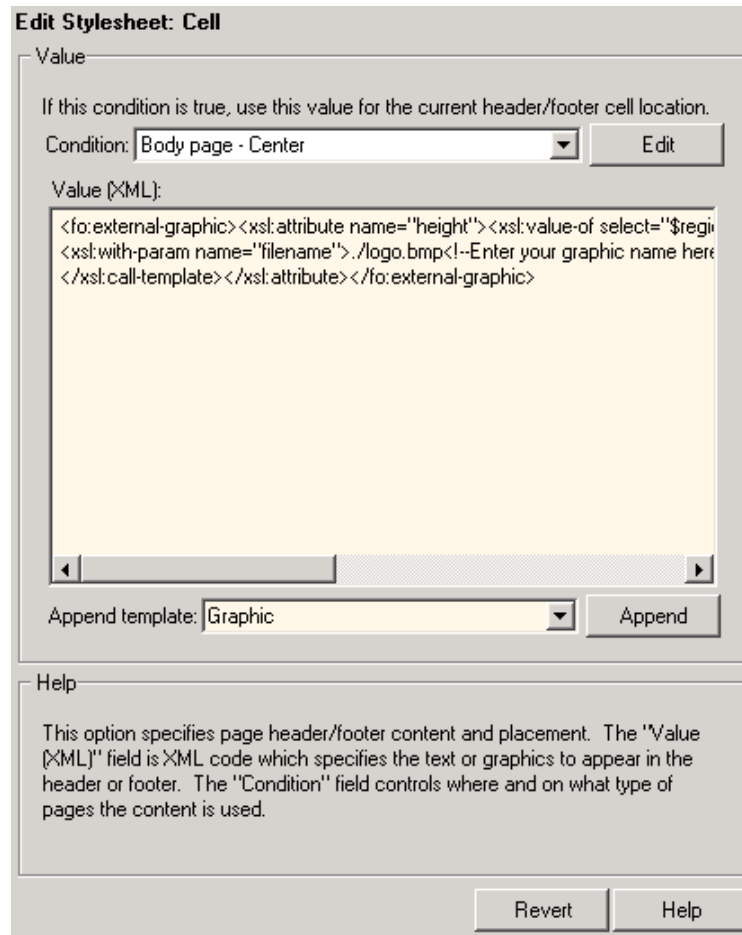 Edit Stylesheet: Cell
Value
If this condition is true, use this value for the current header/footer cell location.
Condition: Body page - Center Edit
Value (XML):
<fo:external-graphic><xsl:attribute name="height"><xsl:value-of select="$regi
<xsl:with-param name="filename">./logo.bmp<!--Enter your graphic name here
</xsl:call-template></xsl:attribute></fo:external-graphic>
Append template: Graphic Append
Help
This option specifies page header/footer content and placement. The "Value
(XML)" field is XML code which specifies the text or graphics to appear in the
header or footer. The "Condition" field controls where and on what type of
pages the content is used.
Revert Help